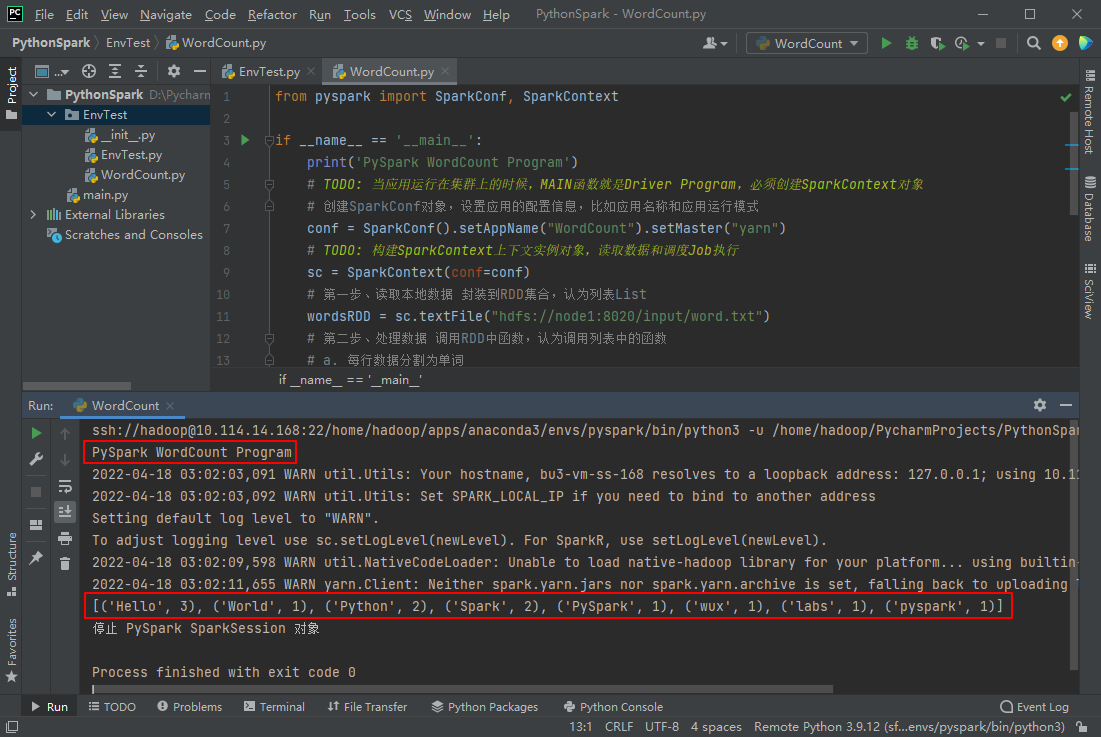 PC File Edit View Navigate Code Refactor Run Tools VCS Window Help PythonSpark - WordCount.py
PythonSpark EnvTest WordCount.py WordCount
Project
... EnvTest.py WordCount.py
PythonSpark D:\Pycharm
EnvTest
__init__.py
EnvTest.py
WordCount.py
main.py
External Libraries
Scratches and Consoles
1 from pyspark import SparkConf, SparkContext
2
3 if __name__ == '__main__':
4 print('PySpark WordCount Program')
5 # TODO: 当应用运行在集群上的时候，MAIN函数就是Driver Program，必须创建SparkContext对象
6 # 创建SparkConf对象，设置应用的配置信息，比如应用名称和应用运行模式
7 conf = SparkConf().setAppName("WordCount").setMaster("yarn")
8 # TODO: 构建SparkContext上下文实例对象，读取数据和调度Job执行
9 sc = SparkContext(conf=conf)
10 # 第一步、读取本地数据 封装到RDD集合，认为列表List
11 wordsRDD = sc.textFile("hdfs://node1:8020/input/word.txt")
12 # 第二步、处理数据 调用RDD中函数，认为调用列表中的函数
13 # a. 每行数据分割为单词
if __name__ == '__main__'
Remote Host
Database
SciView
Run: WordCount
ssh://hadoop@10.114.14.168:22/home/hadoop/apps/anaconda3/envs/pyspark/bin/python3 -u /home/hadoop/PycharmProjects/PythonSpar
PySpark WordCount Program
2022-04-18 03:02:03,091 WARN util.Utils: Your hostname, bu3-vm-ss-168 resolves to a loopback address: 127.0.0.1; using 10.11
2022-04-18 03:02:03,092 WARN util.Utils: Set SPARK_LOCAL_IP if you need to bind to another address
Setting default log level to "WARN".
To adjust logging level use sc.setLogLevel(newLevel). For SparkR, use setLogLevel(newLevel).
2022-04-18 03:02:09,598 WARN util.NativeCodeLoader: Unable to load native-hadoop library for your platform... using builtin-
2022-04-18 03:02:11,655 WARN yarn.Client: Neither spark.yarn.jars nor spark.yarn.archive is set, falling back to uploading
[('Hello', 3), ('World', 1), ('Python', 2), ('Spark', 2), ('PySpark', 1), ('wux', 1), ('labs', 1), ('pyspark', 1)]
停止 PySpark SparkSession 对象
Process finished with exit code 0
Structure
Favorites
Run TODO Problems Terminal File Transfer Python Packages Python Console Event Log
13:1 CRLF UTF-8 4 spaces Remote Python 3.9.12 (sf...envs/pyspark/bin/python3)